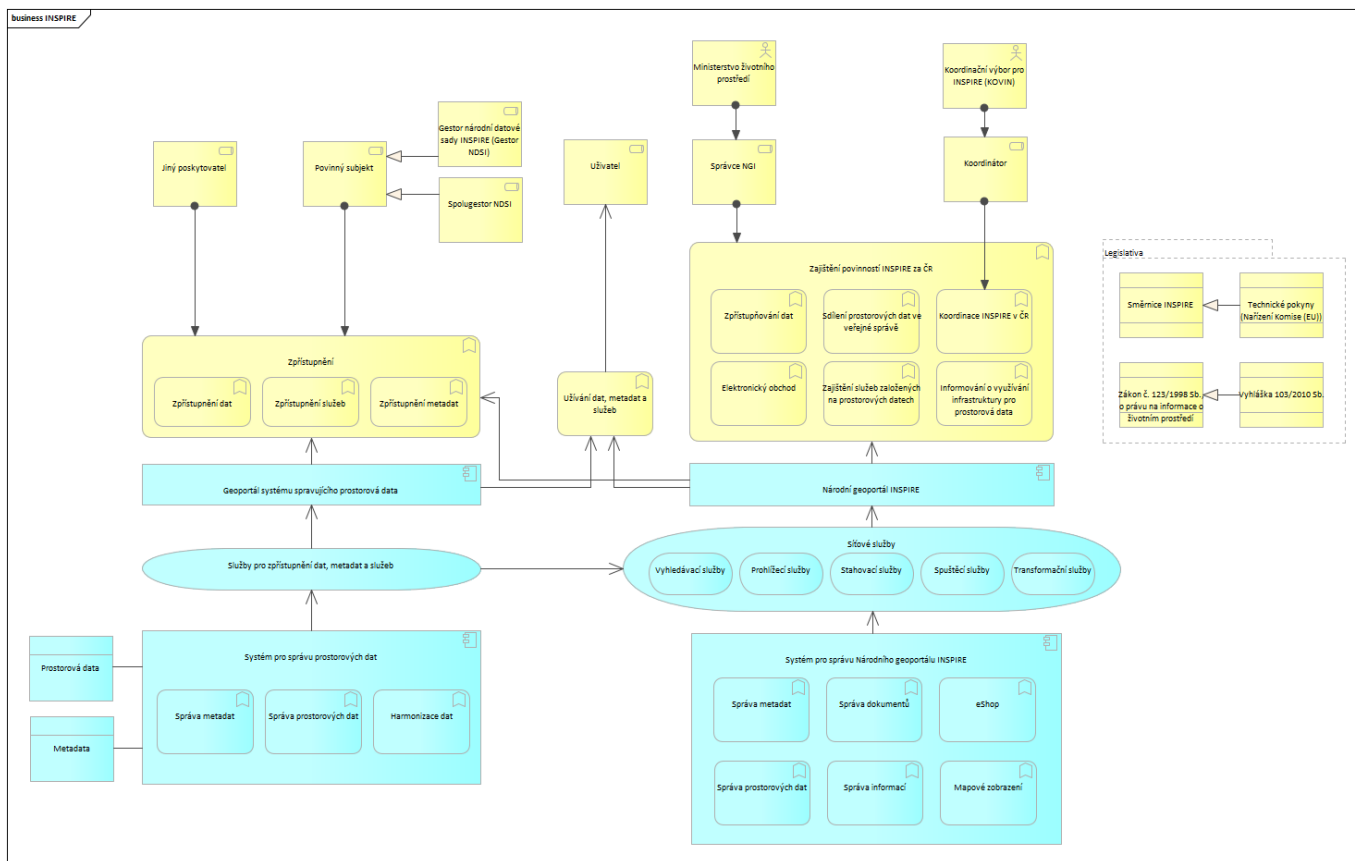 business INSPIRE
Ministerstvo životního
prostředí
Koordinační výbor pro
INSPIRE (KOVIN)
Gestor národní datové
sady INSPIRE (Gestor
NDSI)
Jiný poskytovatel
Povinný subjekt
Uživatel
Správce NGI
Koordinátor
Spolugestor NDSI
Legislativa
Zajištění povinností INSPIRE za ČR
Směrnice INSPIRE
Technické pokyny
(Nařízení Komise (EU))
Zpřístupňování dat
Sdílení prostorových dat ve
veřejné správě
Koordinace INSPIRE v ČR
Zpřístupnění
Elektronický obchod
Zajištění služeb založených
na prostorových datech
Informování o využívání
infrastruktury pro
prostorová data
Zákon č. 123/1998 Sb.
o právu na informace o
životním prostředí
Vyhláška 103/2010 Sb.
Zpřístupnění dat
Zpřístupnění služeb
Zpřístupnění metadat
Užívání dat, metadat a
služeb
Geoportál systému spravujícího prostorová data
Národní geoportál INSPIRE
Síťové služby
Služby pro zpřístupnění dat, metadat a služeb
Vyhledávací služby
Prohlížecí služby
Stahovací služby
Spuštěcí služby
Transformační služby
Systém pro správu prostorových dat
Systém pro správu Národního geoportálu INSPIRE
Prostorová data
Metadata
Správa metadat
Správa prostorových dat
Harmonizace dat
Správa metadat
Správa dokumentů
eShop
Správa prostorových dat
Správa informací
Mapové zobrazení